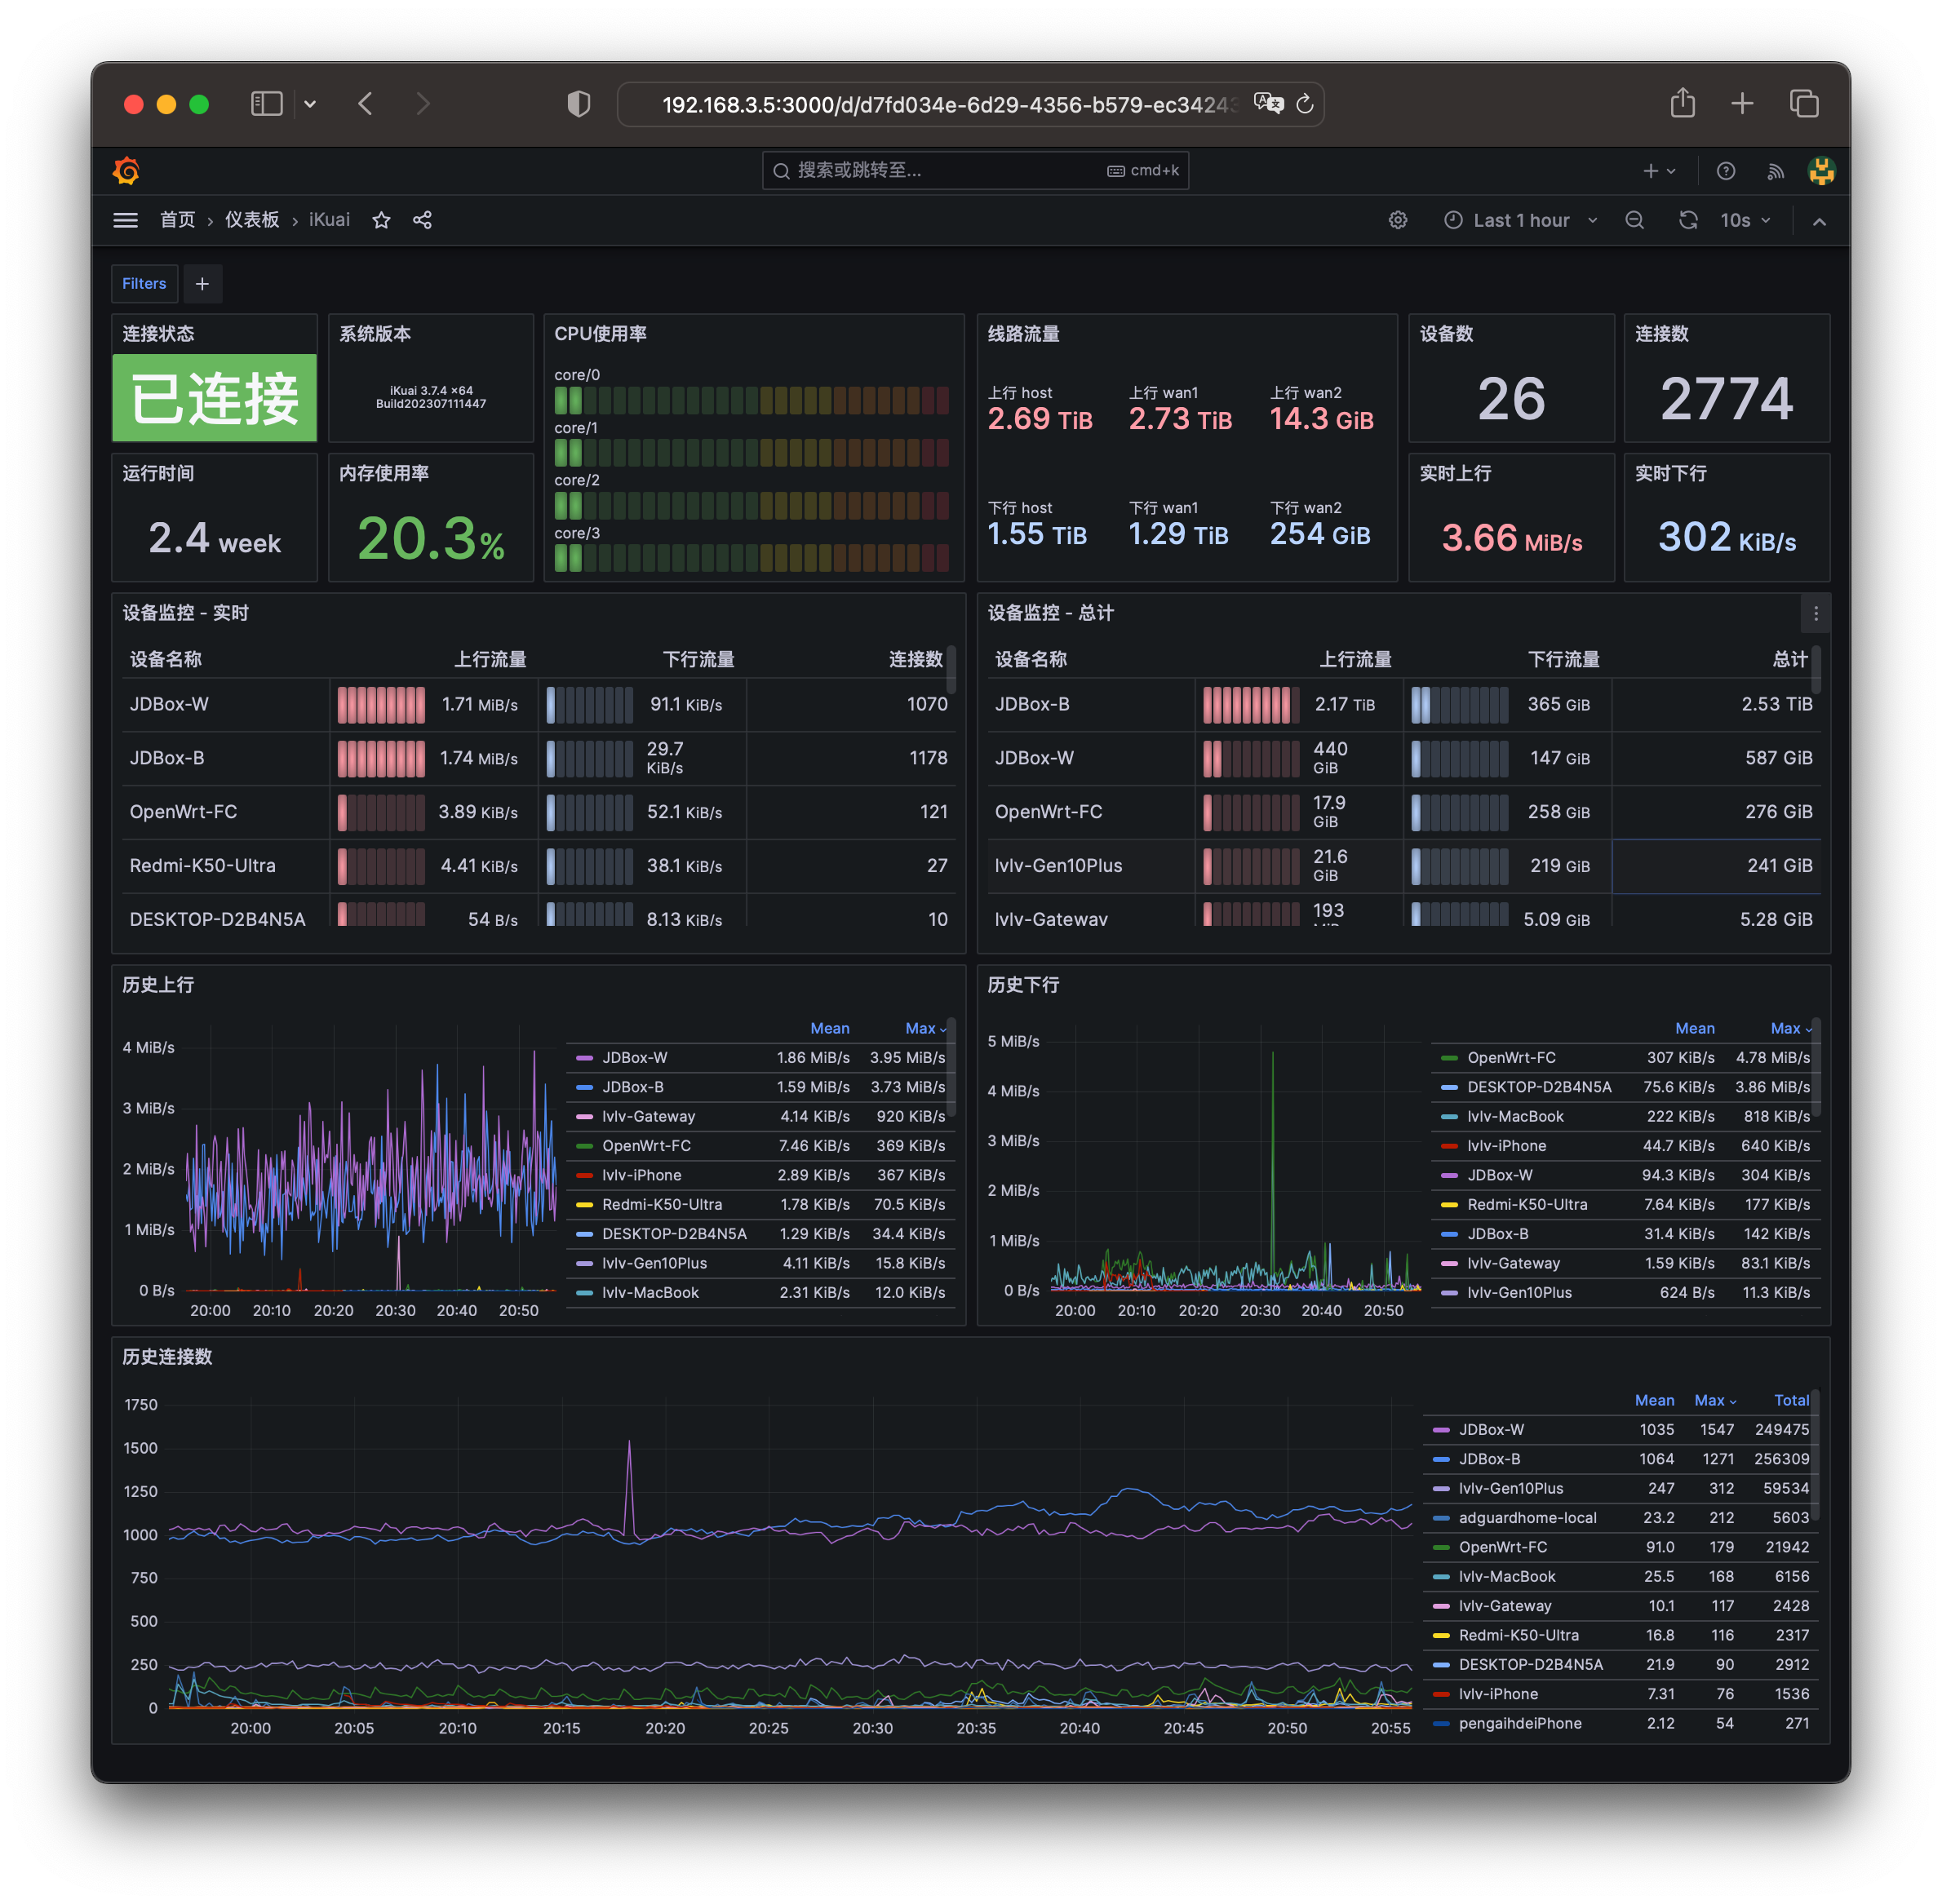 192.168.3.5:3000/d/d7fd034e-6d29-4356-b579-ec34243
搜索或跳转至... cmd+k
首页 › 仪表板 › iKuai Last 1 hour 10s
Filters +
连接状态 系统版本 CPU使用率 线路流量 设备数 连接数
已连接
iKuai 3.7.4 x64
Build202307111447
core/0
core/1
core/2
core/3
上行 host 上行 wan1 上行 wan2
2.69 TiB 2.73 TiB 14.3 GiB
下行 host 下行 wan1 下行 wan2
1.55 TiB 1.29 TiB 254 GiB
26 2774
运行时间 内存使用率 实时上行 实时下行
2.4 week 20.3% 3.66 MiB/s 302 KiB/s
设备监控 - 实时
设备名称 上行流量 下行流量 连接数
JDBox-W 1.71 MiB/s 91.1 KiB/s 1070
JDBox-B 1.74 MiB/s 29.7 KiB/s 1178
OpenWrt-FC 3.89 KiB/s 52.1 KiB/s 121
Redmi-K50-Ultra 4.41 KiB/s 38.1 KiB/s 27
DESKTOP-D2B4N5A 54 B/s 8.13 KiB/s 10
设备监控 - 总计
设备名称 上行流量 下行流量 总计
JDBox-B 2.17 TiB 365 GiB 2.53 TiB
JDBox-W 440 GiB 147 GiB 587 GiB
OpenWrt-FC 17.9 GiB 258 GiB 276 GiB
lvlv-Gen10Plus 21.6 GiB 219 GiB 241 GiB
lvlv-Gateway 193 5.09 GiB 5.28 GiB
历史上行
4 MiB/s
3 MiB/s
2 MiB/s
1 MiB/s
0 B/s
20:00 20:10 20:20 20:30 20:40 20:50
Mean Max
JDBox-W 1.86 MiB/s 3.95 MiB/s
JDBox-B 1.59 MiB/s 3.73 MiB/s
lvlv-Gateway 4.14 KiB/s 920 KiB/s
OpenWrt-FC 7.46 KiB/s 369 KiB/s
lvlv-iPhone 2.89 KiB/s 367 KiB/s
Redmi-K50-Ultra 1.78 KiB/s 70.5 KiB/s
DESKTOP-D2B4N5A 1.29 KiB/s 34.4 KiB/s
lvlv-Gen10Plus 4.11 KiB/s 15.8 KiB/s
lvlv-MacBook 2.31 KiB/s 12.0 KiB/s
历史下行
5 MiB/s
4 MiB/s
3 MiB/s
2 MiB/s
1 MiB/s
0 B/s
20:00 20:10 20:20 20:30 20:40 20:50
Mean Max
OpenWrt-FC 307 KiB/s 4.78 MiB/s
DESKTOP-D2B4N5A 75.6 KiB/s 3.86 MiB/s
lvlv-MacBook 222 KiB/s 818 KiB/s
lvlv-iPhone 44.7 KiB/s 640 KiB/s
JDBox-W 94.3 KiB/s 304 KiB/s
Redmi-K50-Ultra 7.64 KiB/s 177 KiB/s
JDBox-B 31.4 KiB/s 142 KiB/s
lvlv-Gateway 1.59 KiB/s 83.1 KiB/s
lvlv-Gen10Plus 624 B/s 11.3 KiB/s
历史连接数
1750
1500
1250
1000
750
500
250
0
20:00 20:05 20:10 20:15 20:20 20:25 20:30 20:35 20:40 20:45 20:50 20:55
Mean Max Total
JDBox-W 1035 1547 249475
JDBox-B 1064 1271 256309
lvlv-Gen10Plus 247 312 59534
adguardhome-local 23.2 212 5603
OpenWrt-FC 91.0 179 21942
lvlv-MacBook 25.5 168 6156
lvlv-Gateway 10.1 117 2428
Redmi-K50-Ultra 16.8 116 2317
DESKTOP-D2B4N5A 21.9 90 2912
lvlv-iPhone 7.31 76 1536
pengaihdeiPhone 2.12 54 271